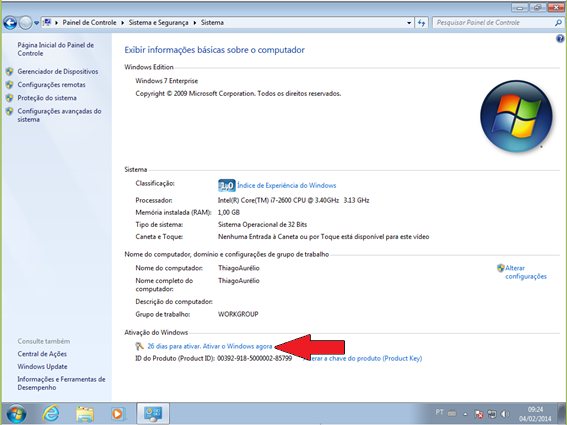 Painel de Controle ▸ Sistema e Segurança ▸ Sistema
Pesquisar Painel de Controle
Página Inicial do Painel de
Controle
Gerenciador de Dispositivos
Configurações remotas
Proteção do sistema
Configurações avançadas do
sistema
Exibir informações básicas sobre o computador
Windows Edition
Windows 7 Enterprise
Copyright © 2009 Microsoft Corporation. Todos os direitos reservados.
Sistema
Classificação: 1,0 Índice de Experiência do Windows
Processador: Intel(R) Core(TM) i7-2600 CPU @ 3.40GHz 3.13 GHz
Memória instalada (RAM): 1,00 GB
Tipo de sistema: Sistema Operacional de 32 Bits
Caneta e Toque: Nenhuma Entrada à Caneta ou por Toque está disponível para este vídeo
Nome do computador, domínio e configurações de grupo de trabalho
Nome do computador: ThiagoAurélio
Alterar
configurações
Nome completo do
computador: ThiagoAurélio
Descrição do computador:
Grupo de trabalho: WORKGROUP
Ativação do Windows
26 dias para ativar. Ativar o Windows agora
ID do Produto (Product ID): 00392-918-5000002-85799 erar a chave do produto (Product Key)
Consulte também
Central de Ações
Windows Update
Informações e Ferramentas de
Desempenho
PT
09:24
04/02/2014